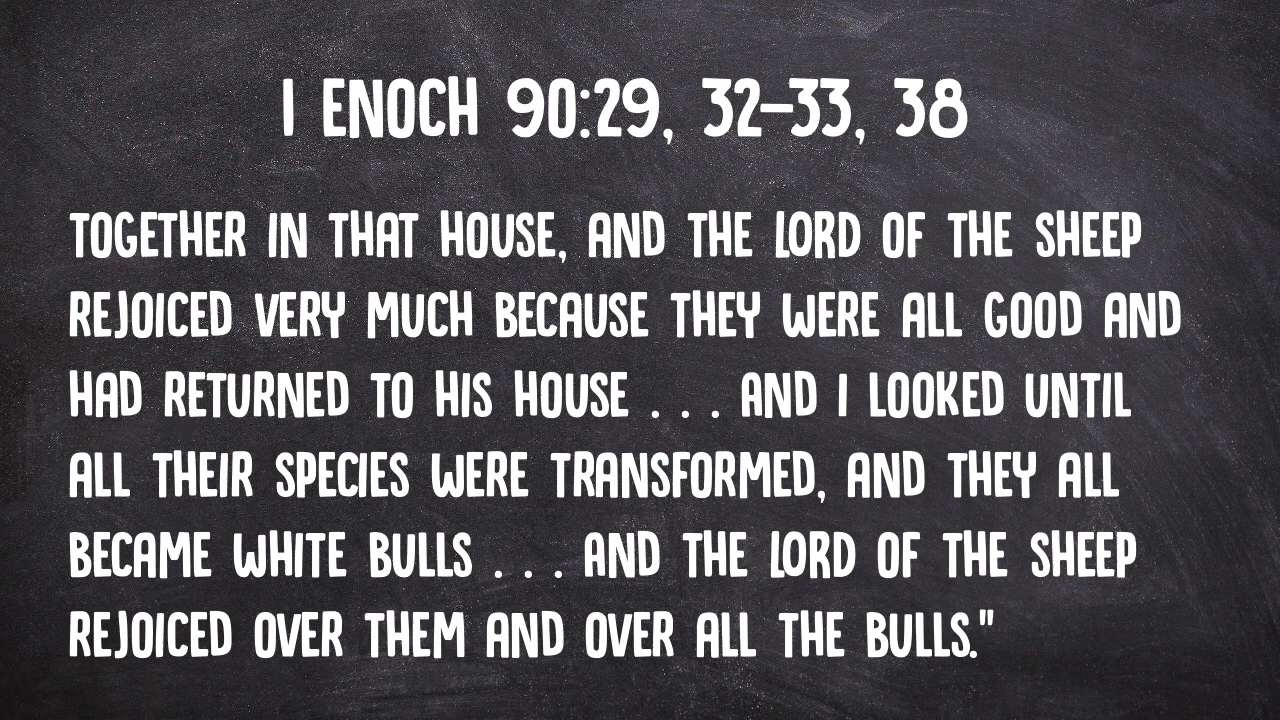 I ENOCH 90:29, 32–33, 38
TOGETHER IN THAT HOUSE, AND THE LORD OF THE SHEEP
REJOICED VERY MUCH BECAUSE THEY WERE ALL GOOD AND
HAD RETURNED TO HIS HOUSE . . . AND I LOOKED UNTIL
ALL THEIR SPECIES WERE TRANSFORMED, AND THEY ALL
BECAME WHITE BULLS . . . AND THE LORD OF THE SHEEP
REJOICED OVER THEM AND OVER ALL THE BULLS."